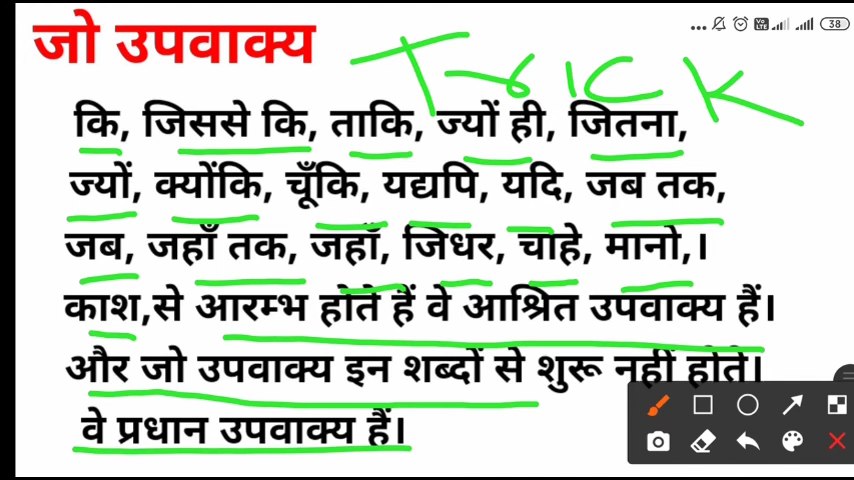 जो उपवाक्य
Trick
38
कि, जिससे कि, ताकि, ज्यों ही, जितना,
ज्यों, क्योंकि, चूँकि, यद्यपि, यदि, जब तक,
जब, जहाँ तक, जहाँ, जिधर, चाहे, मानो,।
काश,से आरम्भ होते हैं वे आश्रित उपवाक्य हैं।
और जो उपवाक्य इन शब्दों से शुरू नहीं होते।
वे प्रधान उपवाक्य हैं।